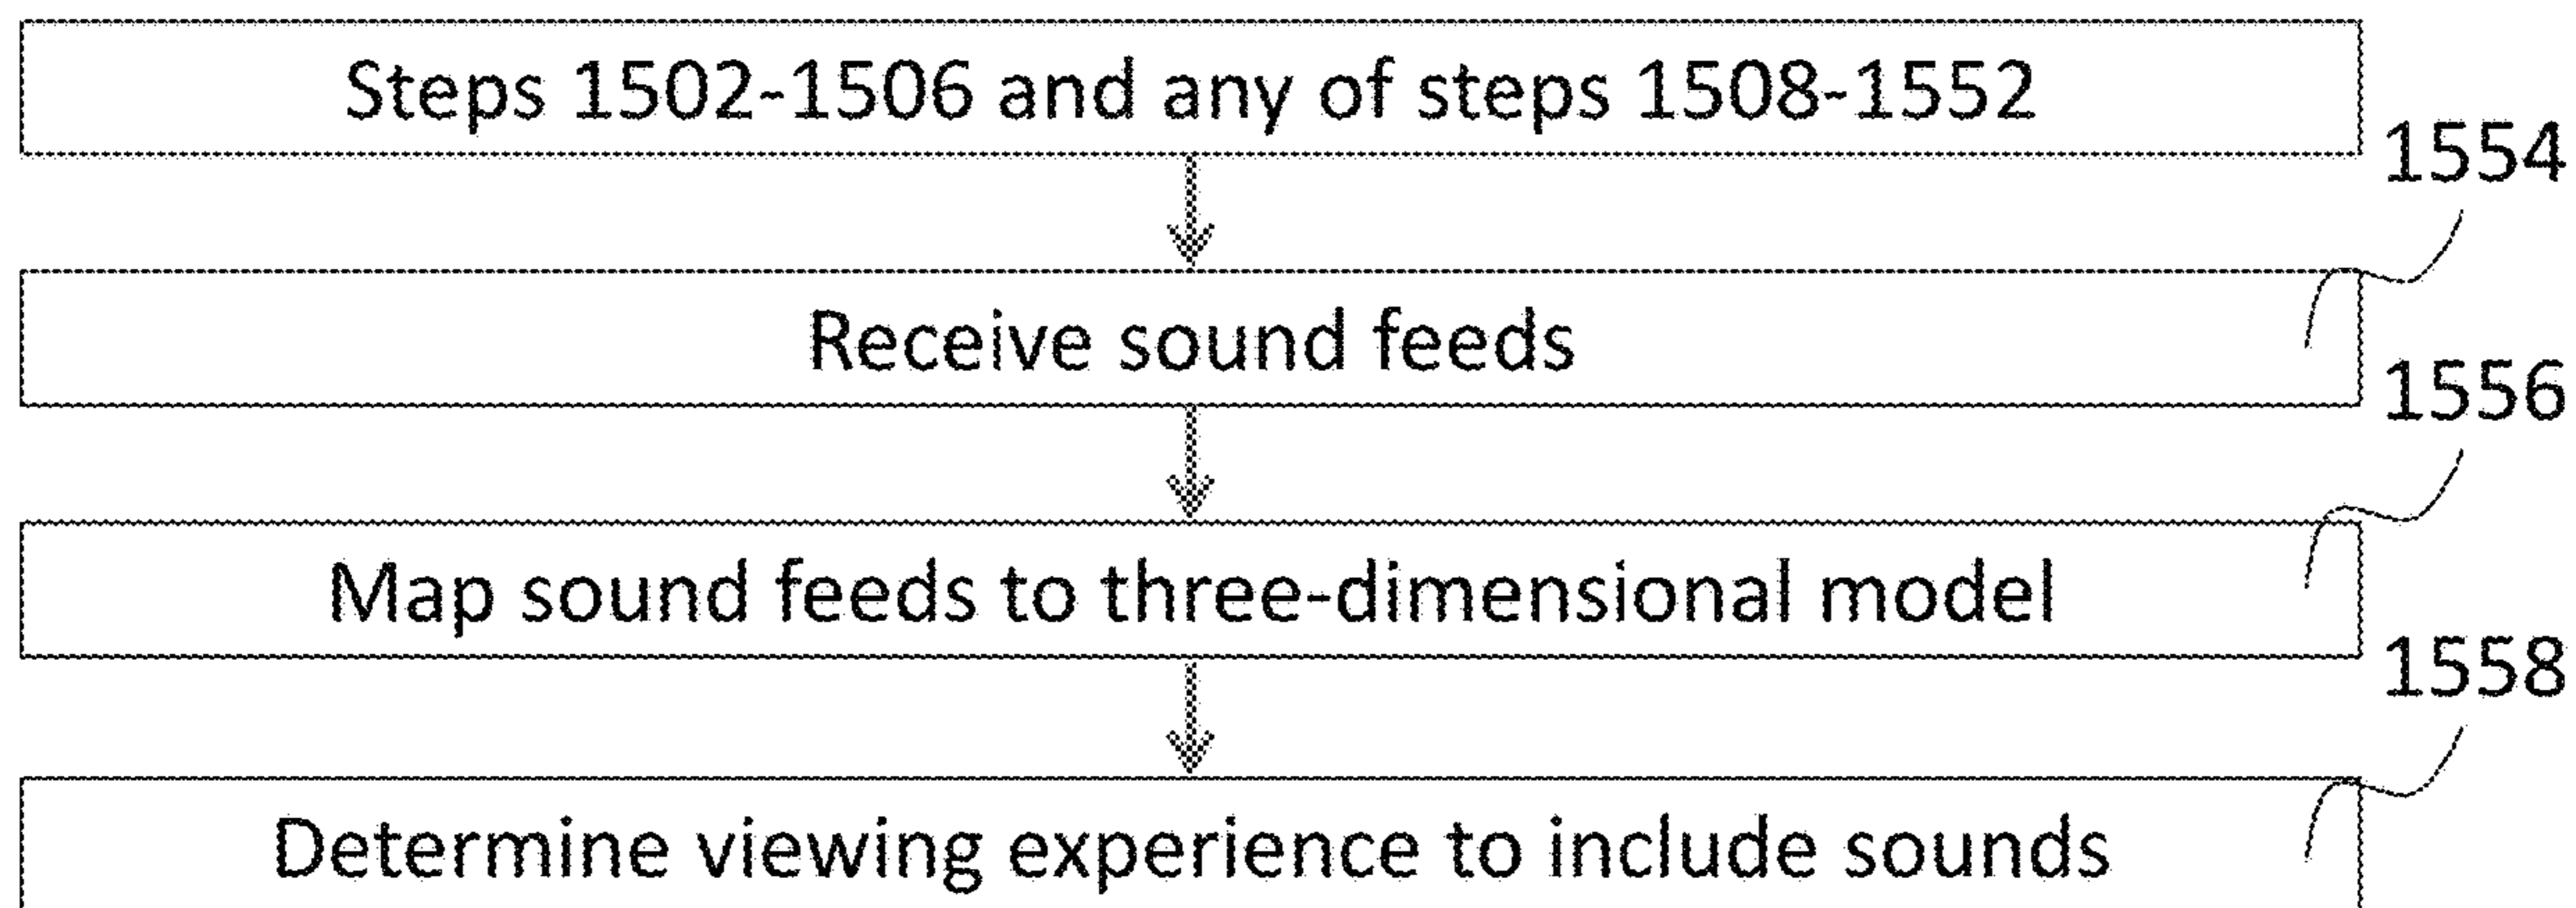 Steps 1502-1506 and any of steps 1508-1552
1554
Receive sound feeds
1556
Map sound feeds to three-dimensional model
1558
Determine viewing experience to include sounds